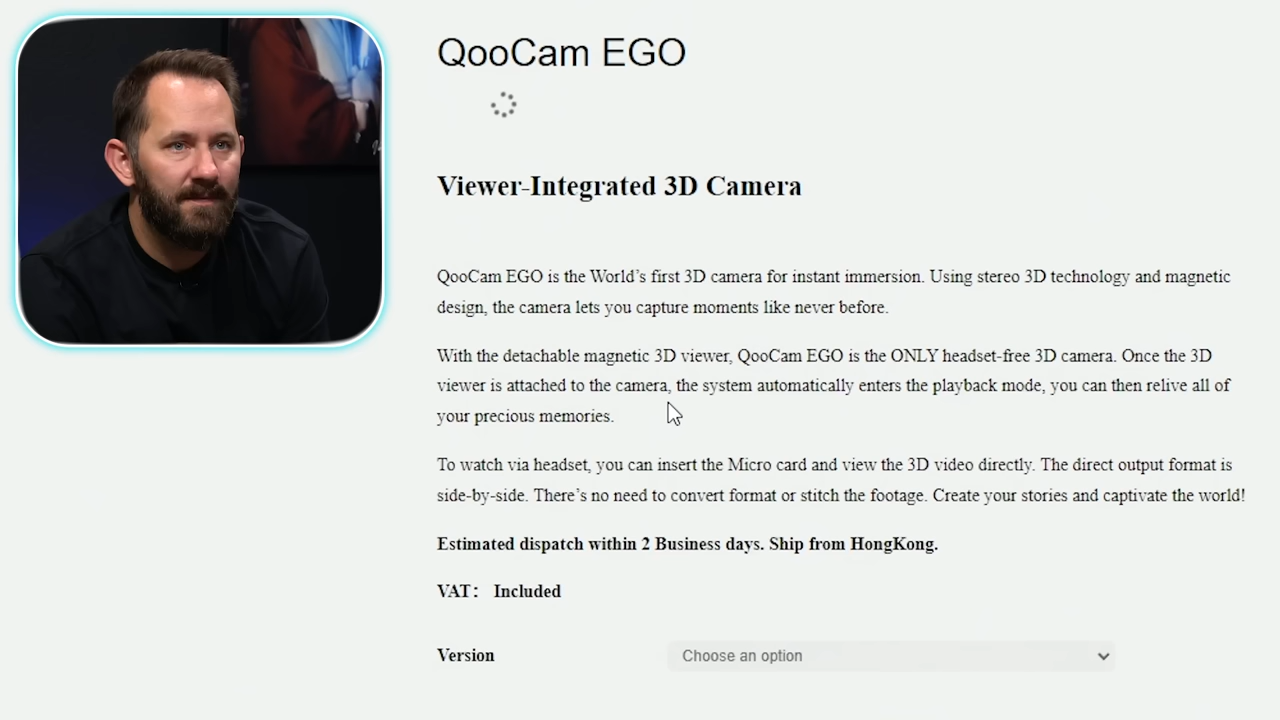 QooCam EGO
Viewer-Integrated 3D Camera
QooCam EGO is the World's first 3D camera for instant immersion. Using stereo 3D technology and magnetic
design, the camera lets you capture moments like never before.
With the detachable magnetic 3D viewer, QooCam EGO is the ONLY headset-free 3D camera. Once the 3D
viewer is attached to the camera, the system automatically enters the playback mode, you can then relive all of
your precious memories.
To watch via headset, you can insert the Micro card and view the 3D video directly. The direct output format is
side-by-side. There's no need to convert format or stitch the footage. Create your stories and captivate the world!
Estimated dispatch within 2 Business days. Ship from HongKong.
VAT： Included
Version Choose an option